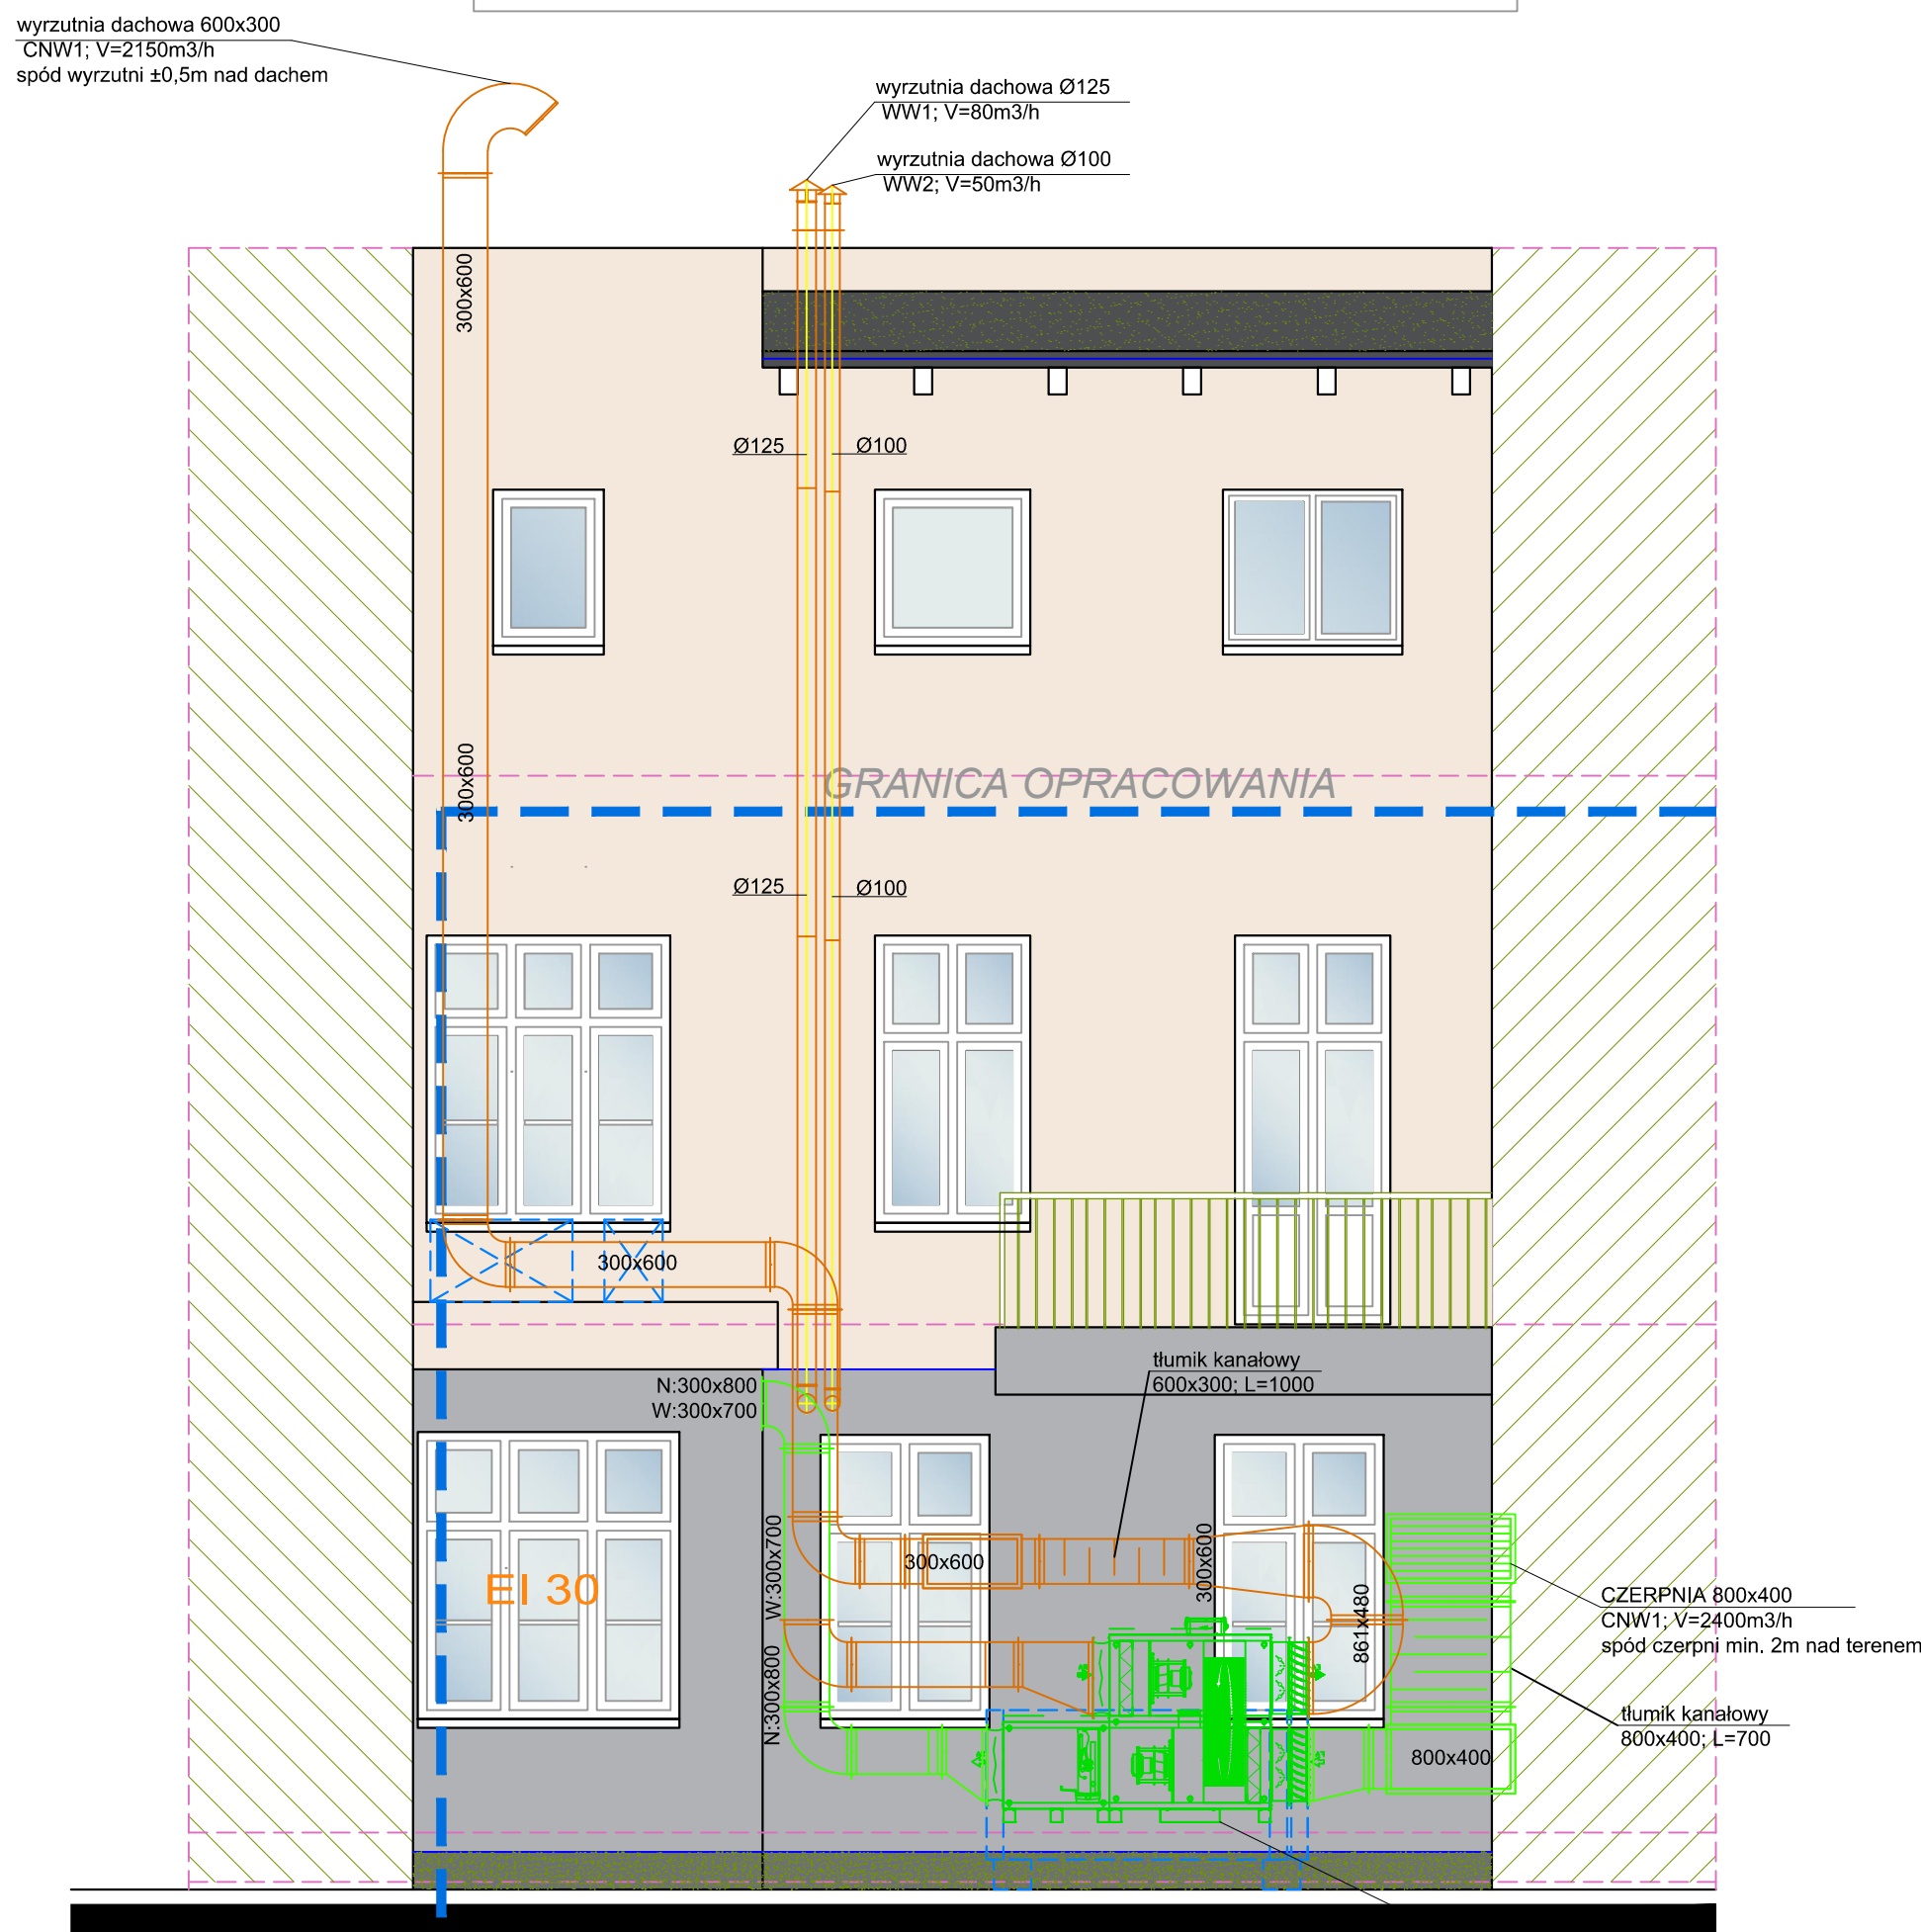 wyrzutnia dachowa 600x300
CNW1; V=2150m3/h
spód wyrzutni ±0,5m nad dachem
wyrzutnia dachowa Ø125
WW1; V=80m3/h
wyrzutnia dachowa Ø100
WW2; V=50m3/h
300x600
Ø125
Ø100
300x600
GRANICA OPRACOWANIA
Ø125
Ø100
300x600
tłumik kanałowy
600x300; L=1000
N:300x800
W:300x700
W:300x700
300x600
300x600
EI 30
861x480
CZERPNIA 800x400
CNW1; V=2400m3/h
spód czerpni min. 2m nad terenem
N:300x800
tłumik kanałowy
800x400; L=700
800x400